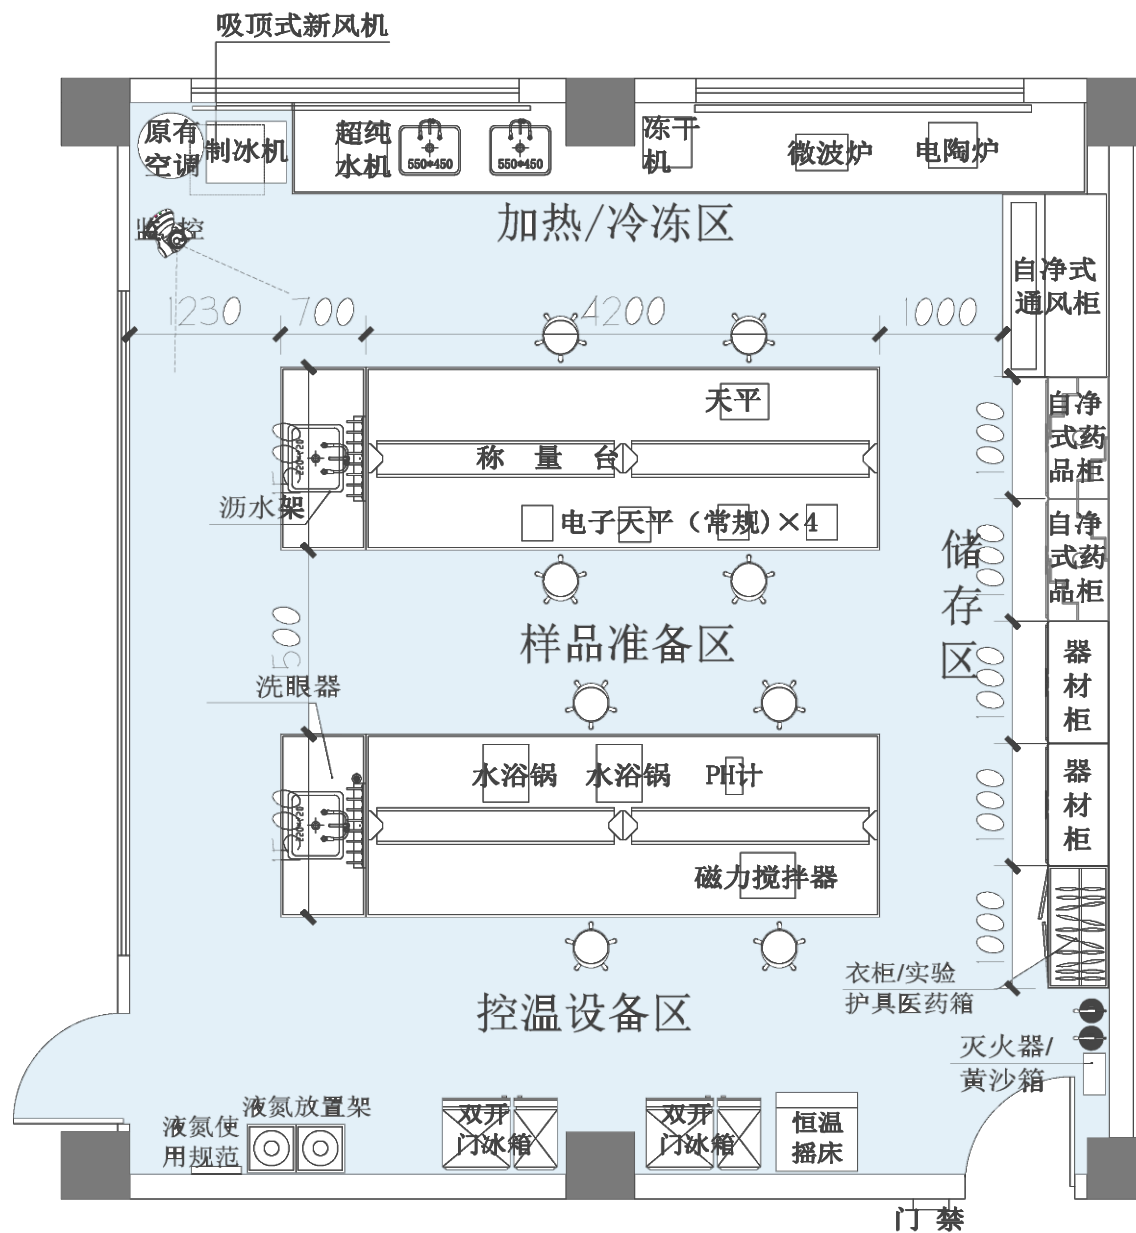 吸顶式新风机
原有
空调
制冰机
超纯
水机
550*450
550*450
冻干
机
微波炉
电陶炉
监 控
加热/冷冻区
自净式
通风柜
1230
700
4200
1000
天平
称 量 台
沥水架
电子天平（常规)×4
自净
式药
品柜
自净
式药
品柜
储
存
区
样品准备区
洗眼器
器
材
柜
器
材
柜
水浴锅
水浴锅
PH计
磁力搅拌器
衣柜/实验
护具医药箱
控温设备区
灭火器/
黄沙箱
液氮放置架
液氮使
用规范
双开
门冰箱
双开
门冰箱
恒温
摇床
门 禁